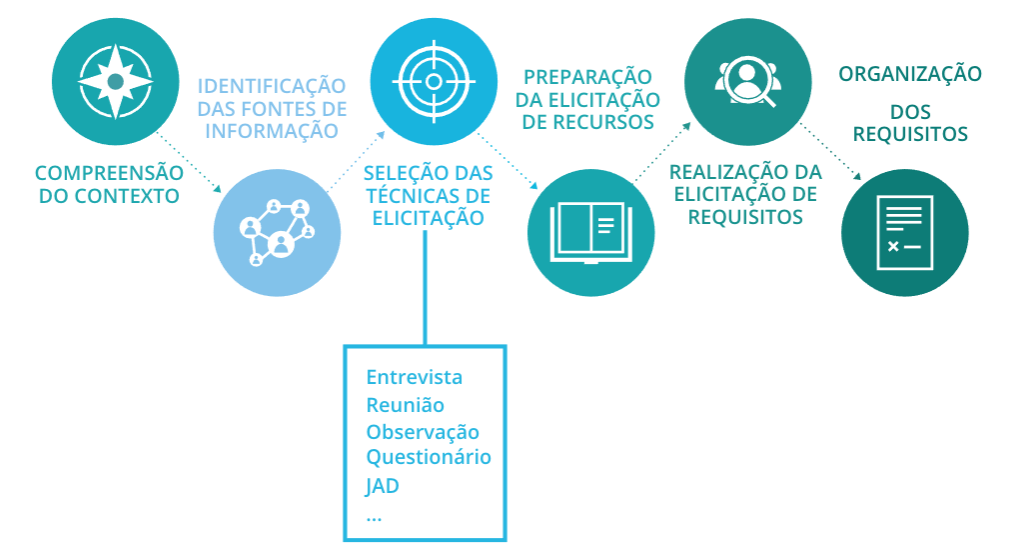 COMPREENSÃO
DO CONTEXTO
IDENTIFICAÇÃO
DAS FONTES DE
INFORMAÇÃO
SELEÇÃO DAS
TÉCNICAS DE
ELICITAÇÃO
PREPARAÇÃO
DA ELICITAÇÃO
DE RECURSOS
REALIZAÇÃO DA
ELICITAÇÃO DE
REQUISITOS
ORGANIZAÇÃO
DOS
REQUISITOS
Entrevista
Reunião
Observação
Questionário
JAD
...